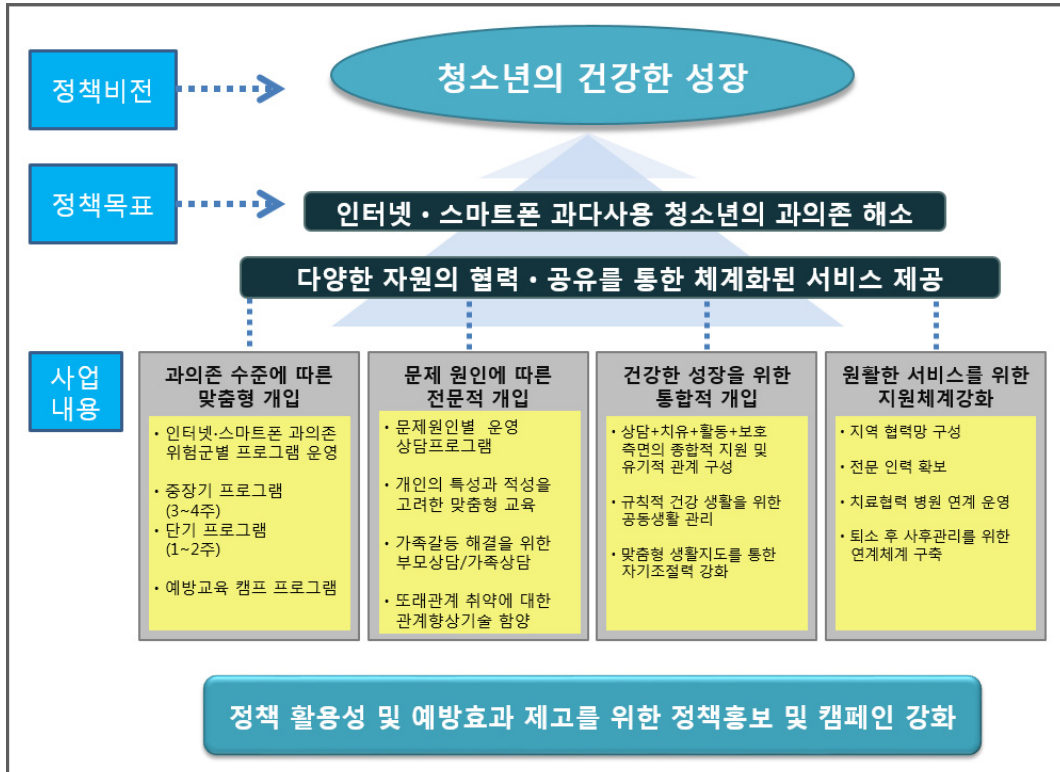 정책비전
청소년의 건강한 성장
정책목표
인터넷·스마트폰 과다사용 청소년의 과의존 해소
다양한 자원의 협력·공유를 통한 체계화된 서비스 제공
사업
내용
과의존 수준에 따른
맞춤형 개입
• 인터넷·스마트폰 과의존
위험군별 프로그램 운영
• 중장기 프로그램
(3~4주)
• 단기 프로그램
(1~2주)
• 예방교육 캠프 프로그램
문제 원인에 따른
전문적 개입
• 문제원인별 운영
상담프로그램
• 개인의 특성과 적성을
고려한 맞춤형 교육
• 가족갈등 해결을 위한
부모상담/가족상담
• 또래관계 취약에 대한
관계향상기술 함양
건강한 성장을 위한
통합적 개입
• 상담+치유+활동+보호
측면의 종합적 지원 및
유기적 관계 구성
• 규칙적 건강 생활을 위한
공동생활 관리
• 맞춤형 생활지도를 통한
자기조절력 강화
원활한 서비스를 위한
지원체계강화
• 지역 협력망 구성
• 전문 인력 확보
• 치료협력 병원 연계 운영
• 퇴소 후 사후관리를 위한
연계체계 구축
정책 활용성 및 예방효과 제고를 위한 정책홍보 및 캠페인 강화